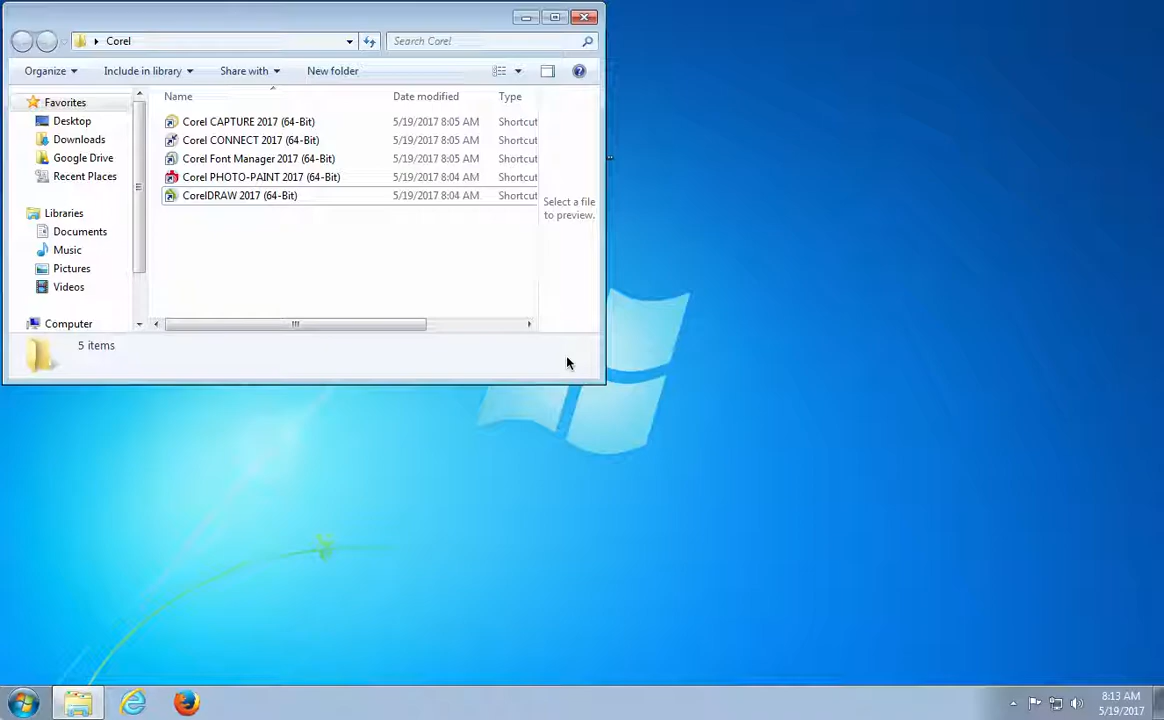 Corel
Search Corel
Organize
Include in library
Share with
New folder
Name
Date modified
Type
Favorites
Desktop
Downloads
Google Drive
Recent Places
Libraries
Documents
Music
Pictures
Videos
Computer
Corel CAPTURE 2017 (64-Bit) 5/19/2017 8:05 AM Shortcut
Corel CONNECT 2017 (64-Bit) 5/19/2017 8:05 AM Shortcut
Corel Font Manager 2017 (64-Bit) 5/19/2017 8:05 AM Shortcut
Corel PHOTO-PAINT 2017 (64-Bit) 5/19/2017 8:04 AM Shortcut
CorelDRAW 2017 (64-Bit) 5/19/2017 8:04 AM Shortcut
Select a file
to preview.
5 items
8:13 AM
5/19/2017